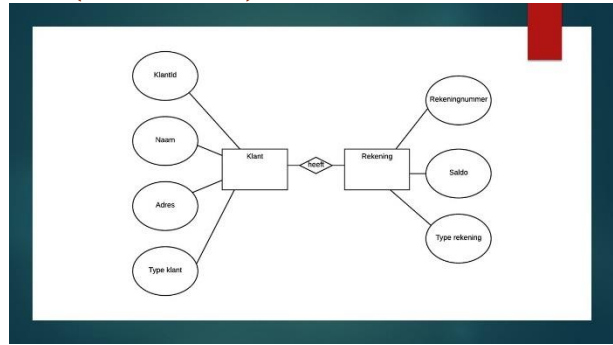 KlantId
Naam
Adres
Type klant
Klant
heeft
Rekening
Rekeningnummer
Saldo
Type rekening